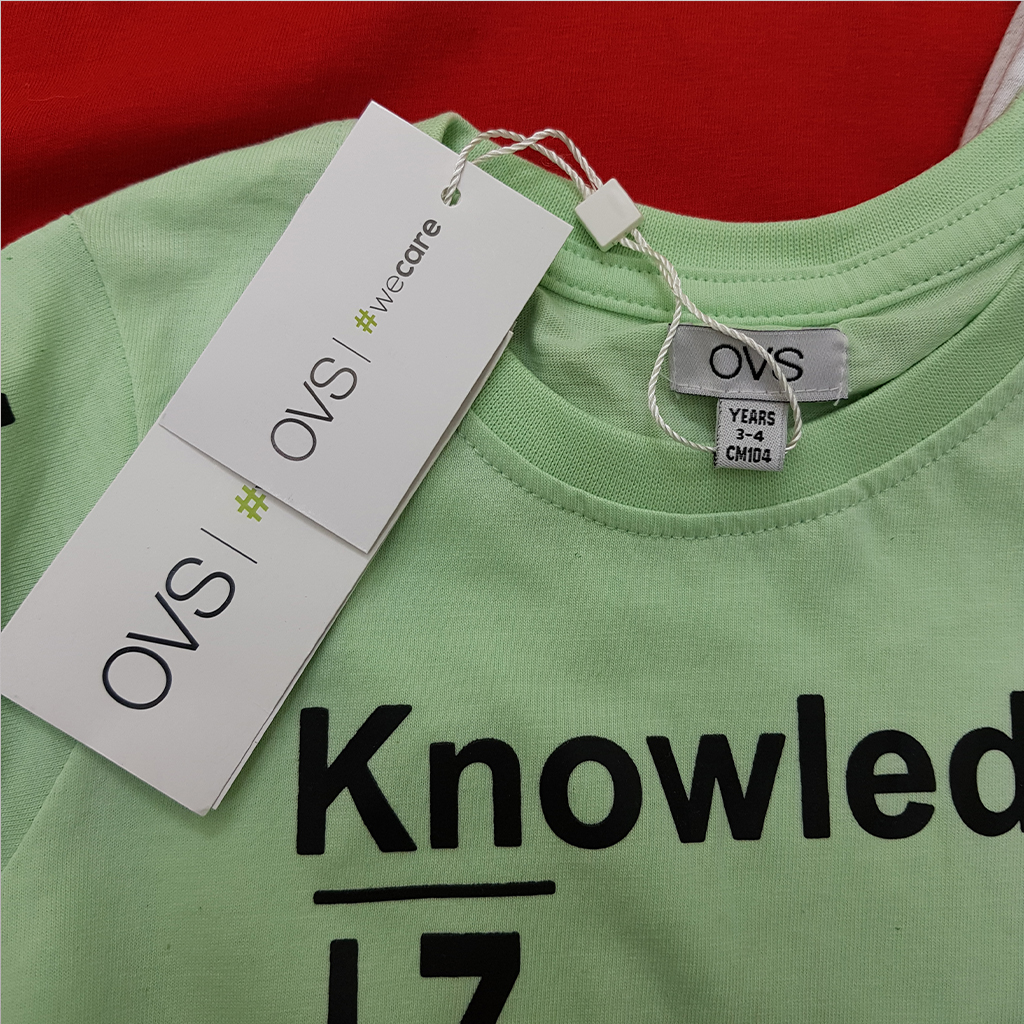 OVS | #wecare
OVS | #
OVS
YEARS
3-4
CM104
Knowled